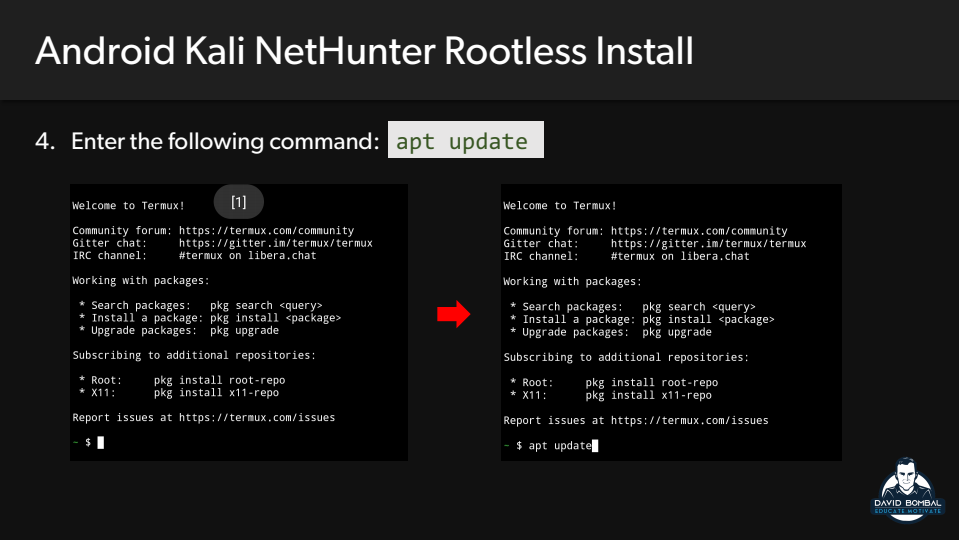 Android Kali NetHunter Rootless Install
4. Enter the following command: apt update
[1]
Welcome to Termux!
Community forum: https://termux.com/community
Gitter chat: https://gitter.im/termux/termux
IRC channel: #termux on libera.chat
Working with packages:
* Search packages: pkg search <query>
* Install a package: pkg install <package>
* Upgrade packages: pkg upgrade
Subscribing to additional repositories:
* Root: pkg install root-repo
* X11: pkg install x11-repo
Report issues at https://termux.com/issues
~ $
Welcome to Termux!
Community forum: https://termux.com/community
Gitter chat: https://gitter.im/termux/termux
IRC channel: #termux on libera.chat
Working with packages:
* Search packages: pkg search <query>
* Install a package: pkg install <package>
* Upgrade packages: pkg upgrade
Subscribing to additional repositories:
* Root: pkg install root-repo
* X11: pkg install x11-repo
Report issues at https://termux.com/issues
~ $ apt update
DAVID BOMBAL
EDUCATE MOTIVATE